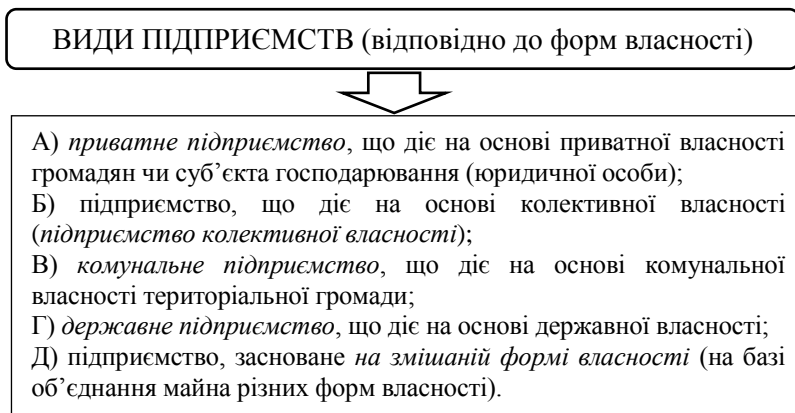 ВИДИ ПІДПРИЄМСТВ (відповідно до форм власності)
А) приватне підприємство, що діє на основі приватної власності
громадян чи суб’єкта господарювання (юридичної особи);
Б) підприємство, що діє на основі колективної власності
(підприємство колективної власності);
В) комунальне підприємство, що діє на основі комунальної
власності територіальної громади;
Г) державне підприємство, що діє на основі державної власності;
Д) підприємство, засноване на змішаній формі власності (на базі
об’єднання майна різних форм власності).